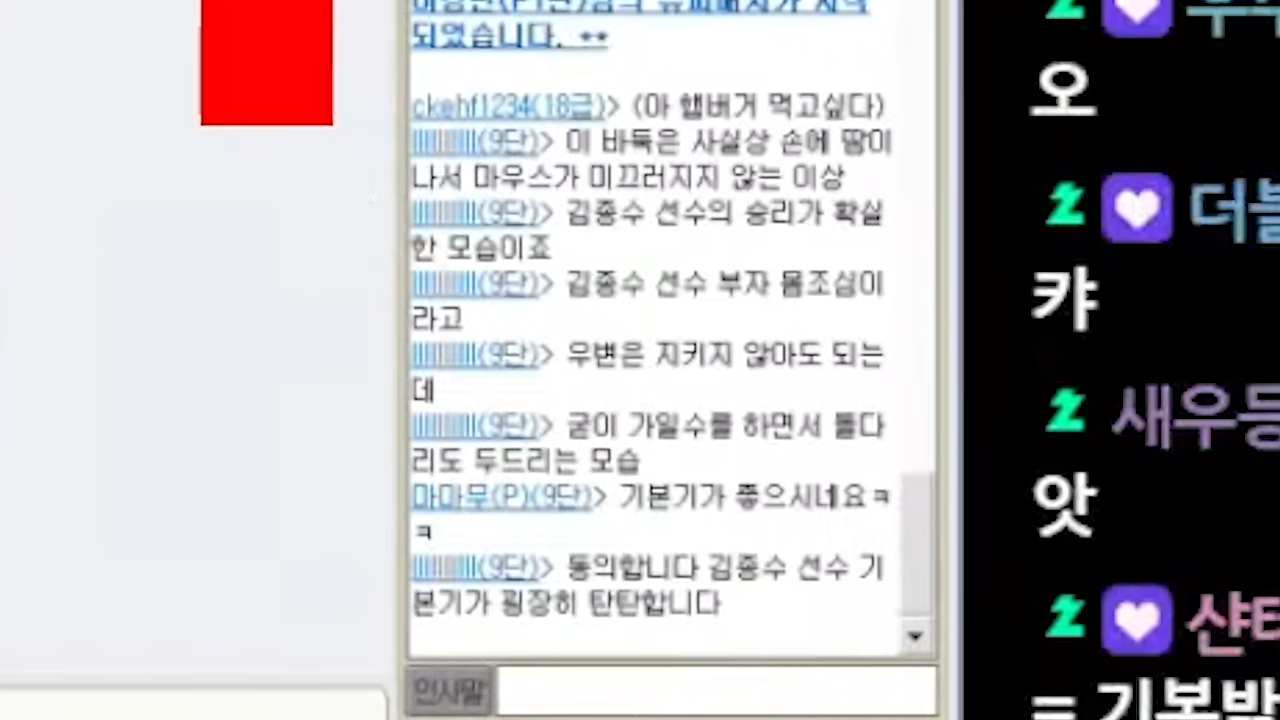 되었습니다. **
ckehf1234(18급)> (아 햄버거 먹고싶다)
(9단)> 이 바둑은 사실상 손에 땀이
나서 마우스가 미끄러지지 않는 이상
(9단)> 김종수 선수의 승리가 확실
한 모습이죠
(9단)> 김종수 선수 부자 몸조심이
라고
(9단)> 우변은 지키지 않아도 되는
데
(9단)> 굳이 가일수를 하면서 돌다
리도 두드리는 모습
마마무(P)(9단)> 기본기가 좋으시네요ㅋ
ㅋ
(9단)> 동의합니다 김종수 선수 기
본기가 굉장히 탄탄합니다
인사말
오
더블
캬
새우등
앗
샨티
= 기본박